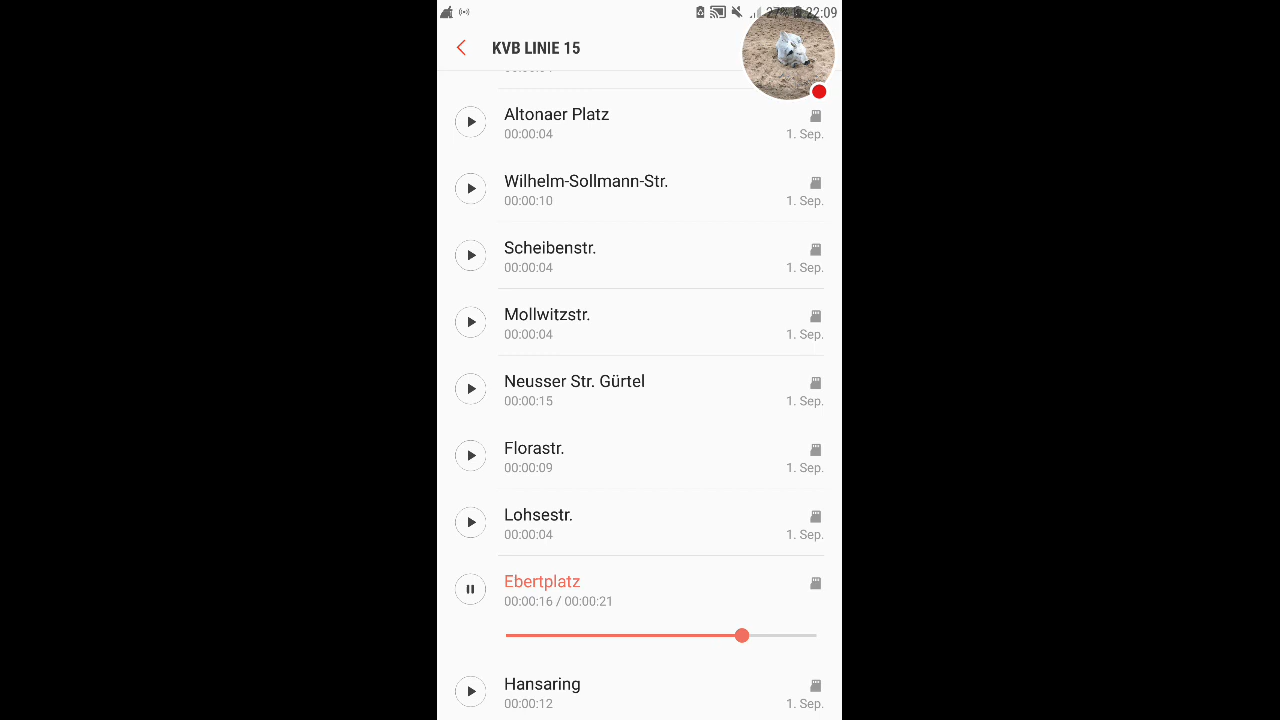 27% 22:09
KVB LINIE 15
Altonaer Platz
00:00:04
1. Sep.
Wilhelm-Sollmann-Str.
00:00:10
1. Sep.
Scheibenstr.
00:00:04
1. Sep.
Mollwitzstr.
00:00:04
1. Sep.
Neusser Str. Gürtel
00:00:15
1. Sep.
Florastr.
00:00:09
1. Sep.
Lohsestr.
00:00:04
1. Sep.
Ebertplatz
00:00:16 / 00:00:21
Hansaring
00:00:12
1. Sep.